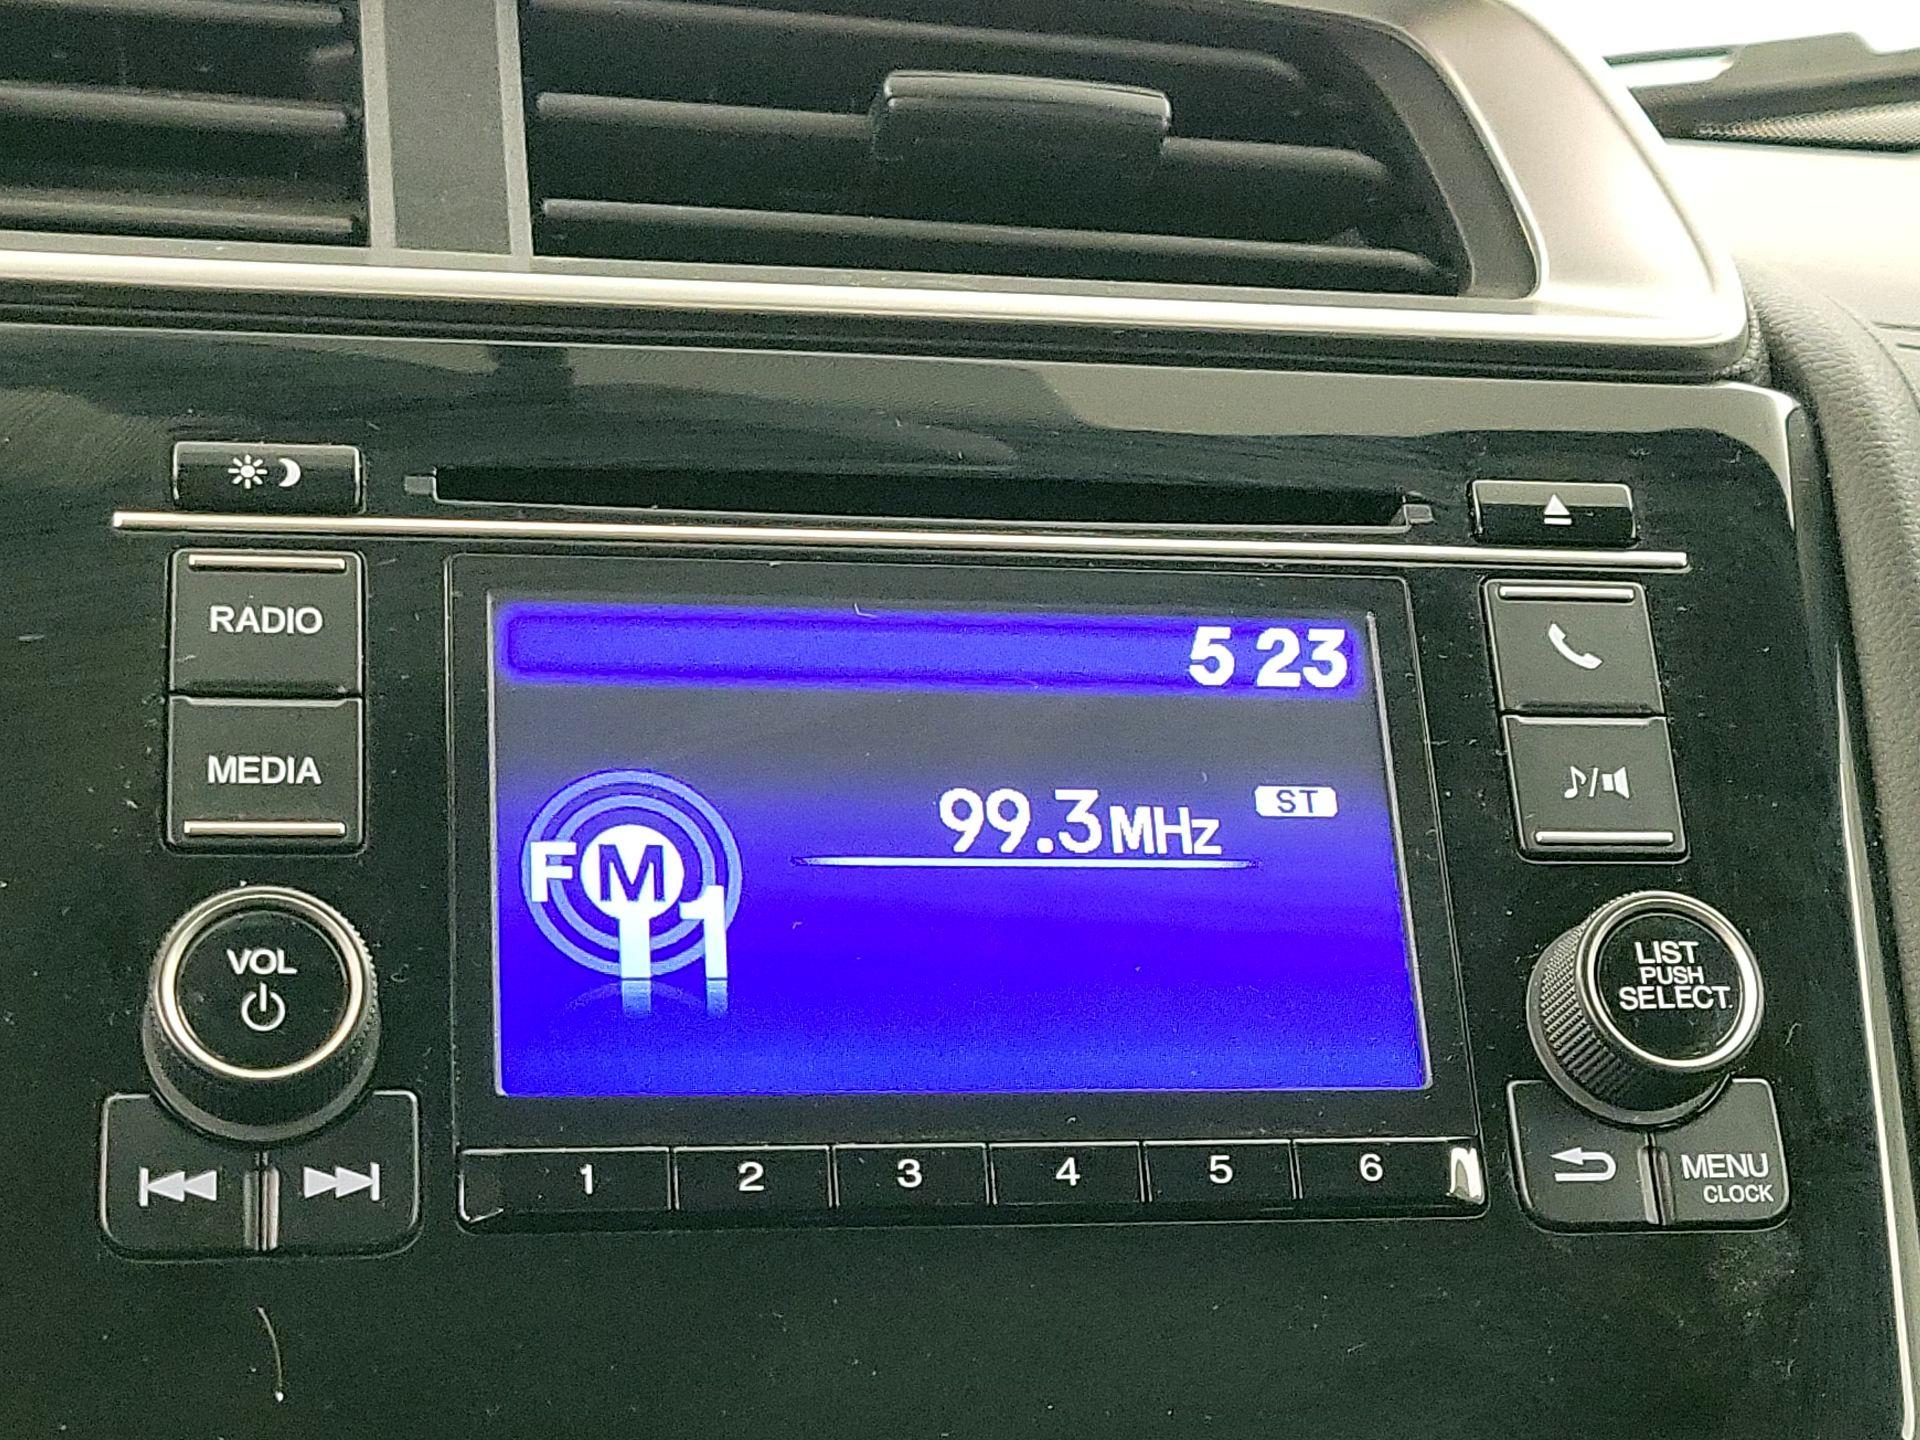 RADIO
MEDIA
VOL
5 23
99.3MHz
ST
FM
1
LIST
PUSH
SELECT
1 2 3 4 5 6
MENU
CLOCK